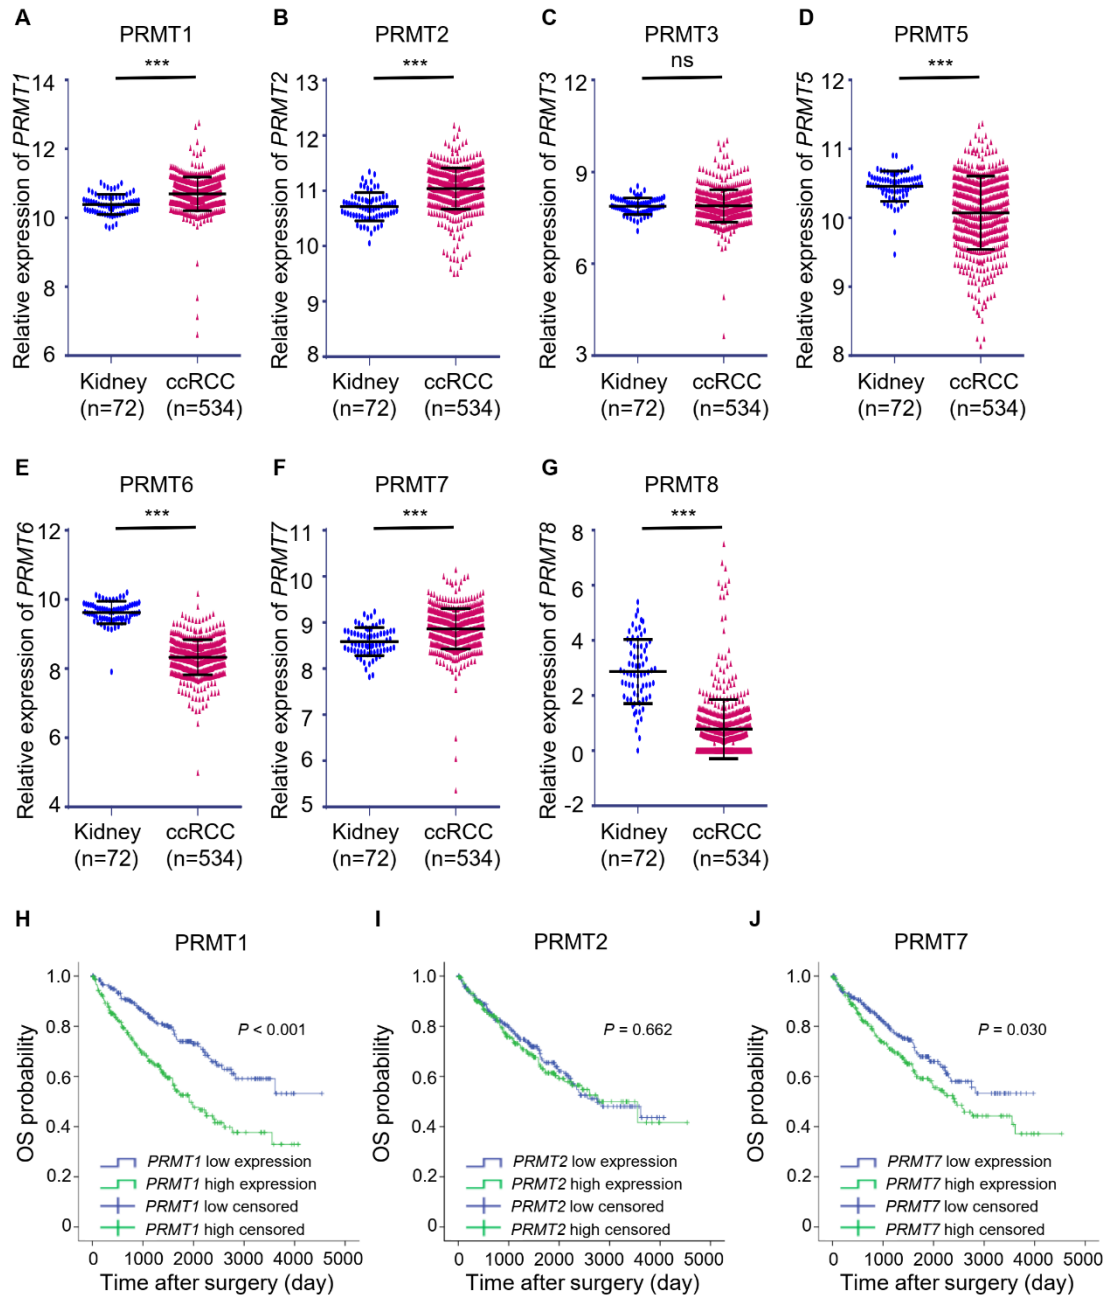 A
PRMT1
***
Relative expression of PRMT1
14
12
10
8
6
Kidney
(n=72)
ccRCC
(n=534)
B
PRMT2
***
Relative expression of PRMT2
13
12
11
10
9
8
Kidney
(n=72)
ccRCC
(n=534)
C
PRMT3
ns
Relative expression of PRMT3
12
9
6
3
Kidney
(n=72)
ccRCC
(n=534)
D
PRMT5
***
Relative expression of PRMT5
12
11
10
9
8
Kidney
(n=72)
ccRCC
(n=534)
E
PRMT6
***
Relative expression of PRMT6
12
10
8
6
4
Kidney
(n=72)
ccRCC
(n=534)
F
PRMT7
***
Relative expression of PRMT7
11
10
9
8
7
6
5
Kidney
(n=72)
ccRCC
(n=534)
G
PRMT8
***
Relative expression of PRMT8
8
6
4
2
0
-2
Kidney
(n=72)
ccRCC
(n=534)
H
PRMT1
OS probability
1.0
0.8
0.6
0.4
0.2
0
P < 0.001
PRMT1 low expression
PRMT1 high expression
PRMT1 low censored
PRMT1 high censored
0 1000 2000 3000 4000 5000
Time after surgery (day)
I
PRMT2
OS probability
1.0
0.8
0.6
0.4
0.2
0
P = 0.662
PRMT2 low expression
PRMT2 high expression
PRMT2 low censored
PRMT2 high censored
0 1000 2000 3000 4000 5000
Time after surgery (day)
J
PRMT7
OS probability
1.0
0.8
0.6
0.4
0.2
0
P = 0.030
PRMT7 low expression
PRMT7 high expression
PRMT7 low censored
PRMT7 high censored
0 1000 2000 3000 4000 5000
Time after surgery (day)